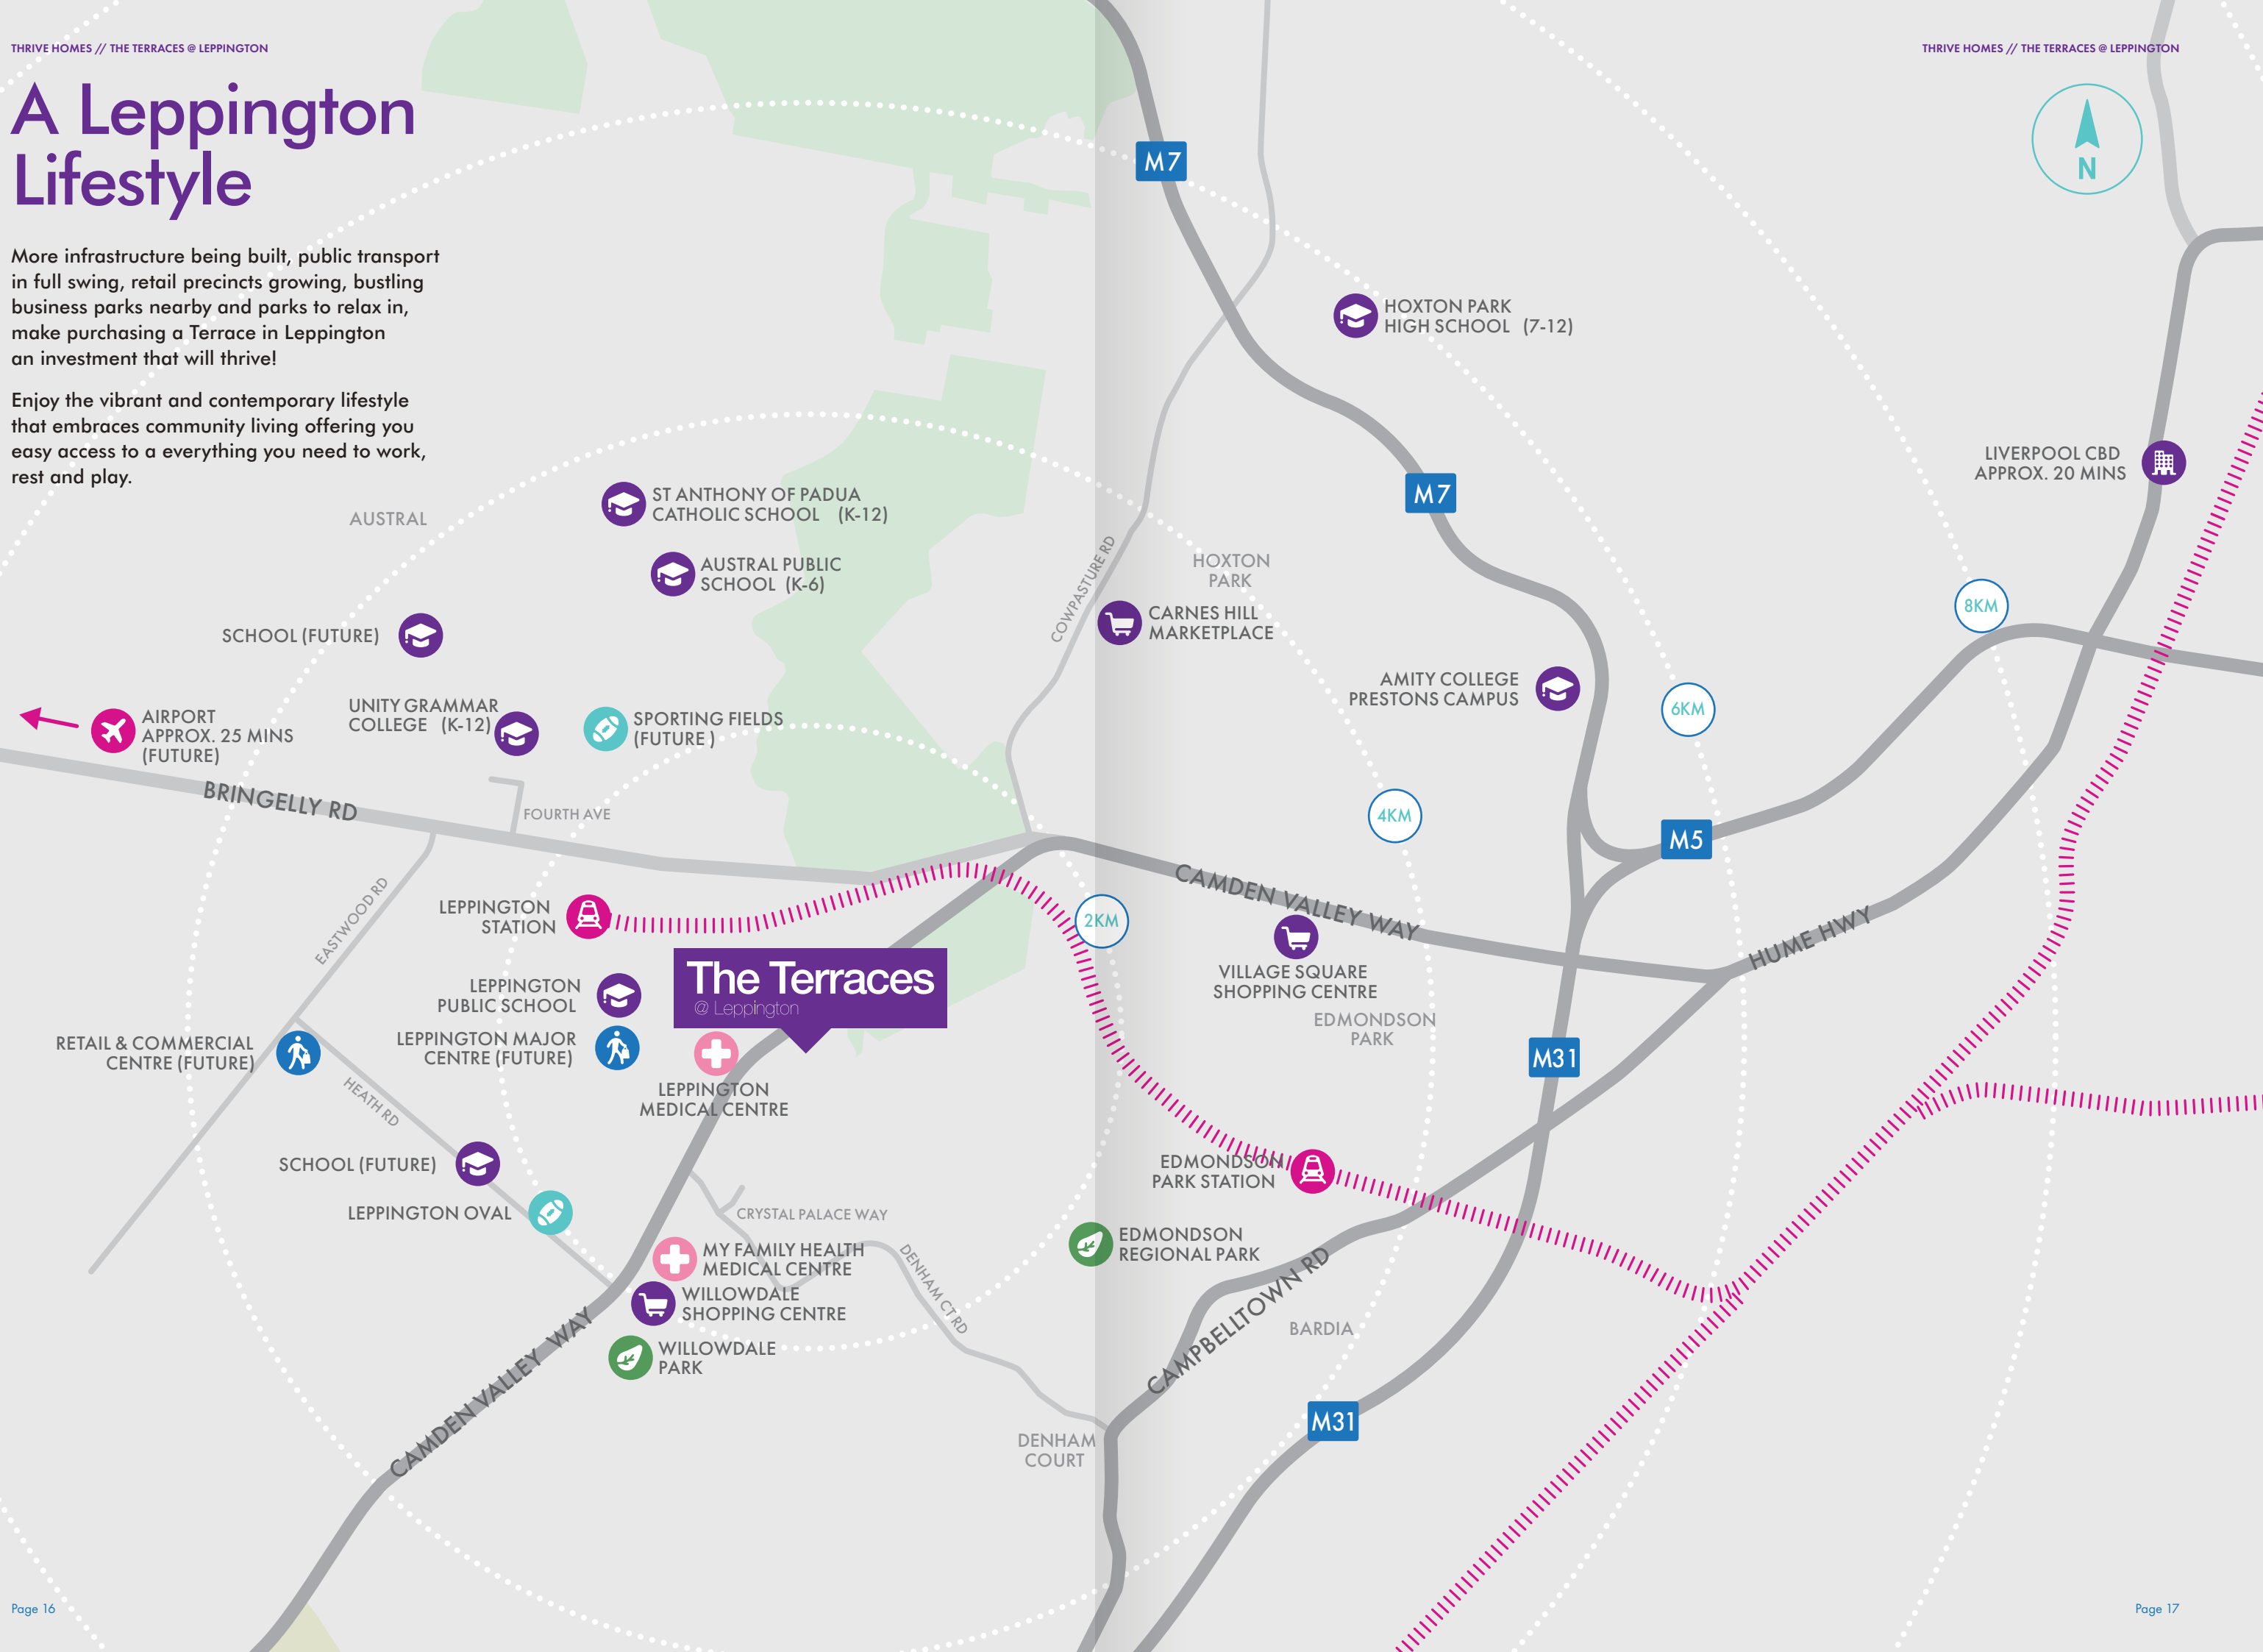 THRIVE HOMES // THE TERRACES @ LEPPINGTON
THRIVE HOMES // THE TERRACES @ LEPPINGTON
A Leppington
Lifestyle
More infrastructure being built, public transport
in full swing, retail precincts growing, bustling
business parks nearby and parks to relax in,
make purchasing a Terrace in Leppington
an investment that will thrive!
Enjoy the vibrant and contemporary lifestyle
that embraces community living offering you
easy access to a everything you need to work,
rest and play.
N
M7
HOXTON PARK
HIGH SCHOOL (7-12)
LIVERPOOL CBD
APPROX. 20 MINS
M7
ST ANTHONY OF PADUA
CATHOLIC SCHOOL (K-12)
AUSTRAL
AUSTRAL PUBLIC
SCHOOL (K-6)
COWPASTURE RD
HOXTON
PARK
CARNES HILL
MARKETPLACE
8KM
SCHOOL (FUTURE)
AMITY COLLEGE
PRESTONS CAMPUS
6KM
UNITY GRAMMAR
COLLEGE (K-12)
SPORTING FIELDS
(FUTURE )
AIRPORT
APPROX. 25 MINS
(FUTURE)
BRINGELLY RD
FOURTH AVE
4KM
M5
EASTWOOD RD
LEPPINGTON
STATION
2KM
CAMDEN VALLEY WAY
HUME HWY
VILLAGE SQUARE
SHOPPING CENTRE
The Terraces
@ Leppington
LEPPINGTON
PUBLIC SCHOOL
EDMONDSON
PARK
RETAIL & COMMERCIAL
CENTRE (FUTURE)
LEPPINGTON MAJOR
CENTRE (FUTURE)
M31
LEPPINGTON
MEDICAL CENTRE
HEATH RD
SCHOOL (FUTURE)
EDMONDSON
PARK STATION
LEPPINGTON OVAL
CRYSTAL PALACE WAY
MY FAMILY HEALTH
MEDICAL CENTRE
DENHAM CT RD
EDMONDSON
REGIONAL PARK
WILLOWDALE
SHOPPING CENTRE
CAMPBELLTOWN RD
BARDIA
WILLOWDALE
PARK
CAMDEN VALLEY WAY
M31
DENHAM
COURT
Page 16
Page 17